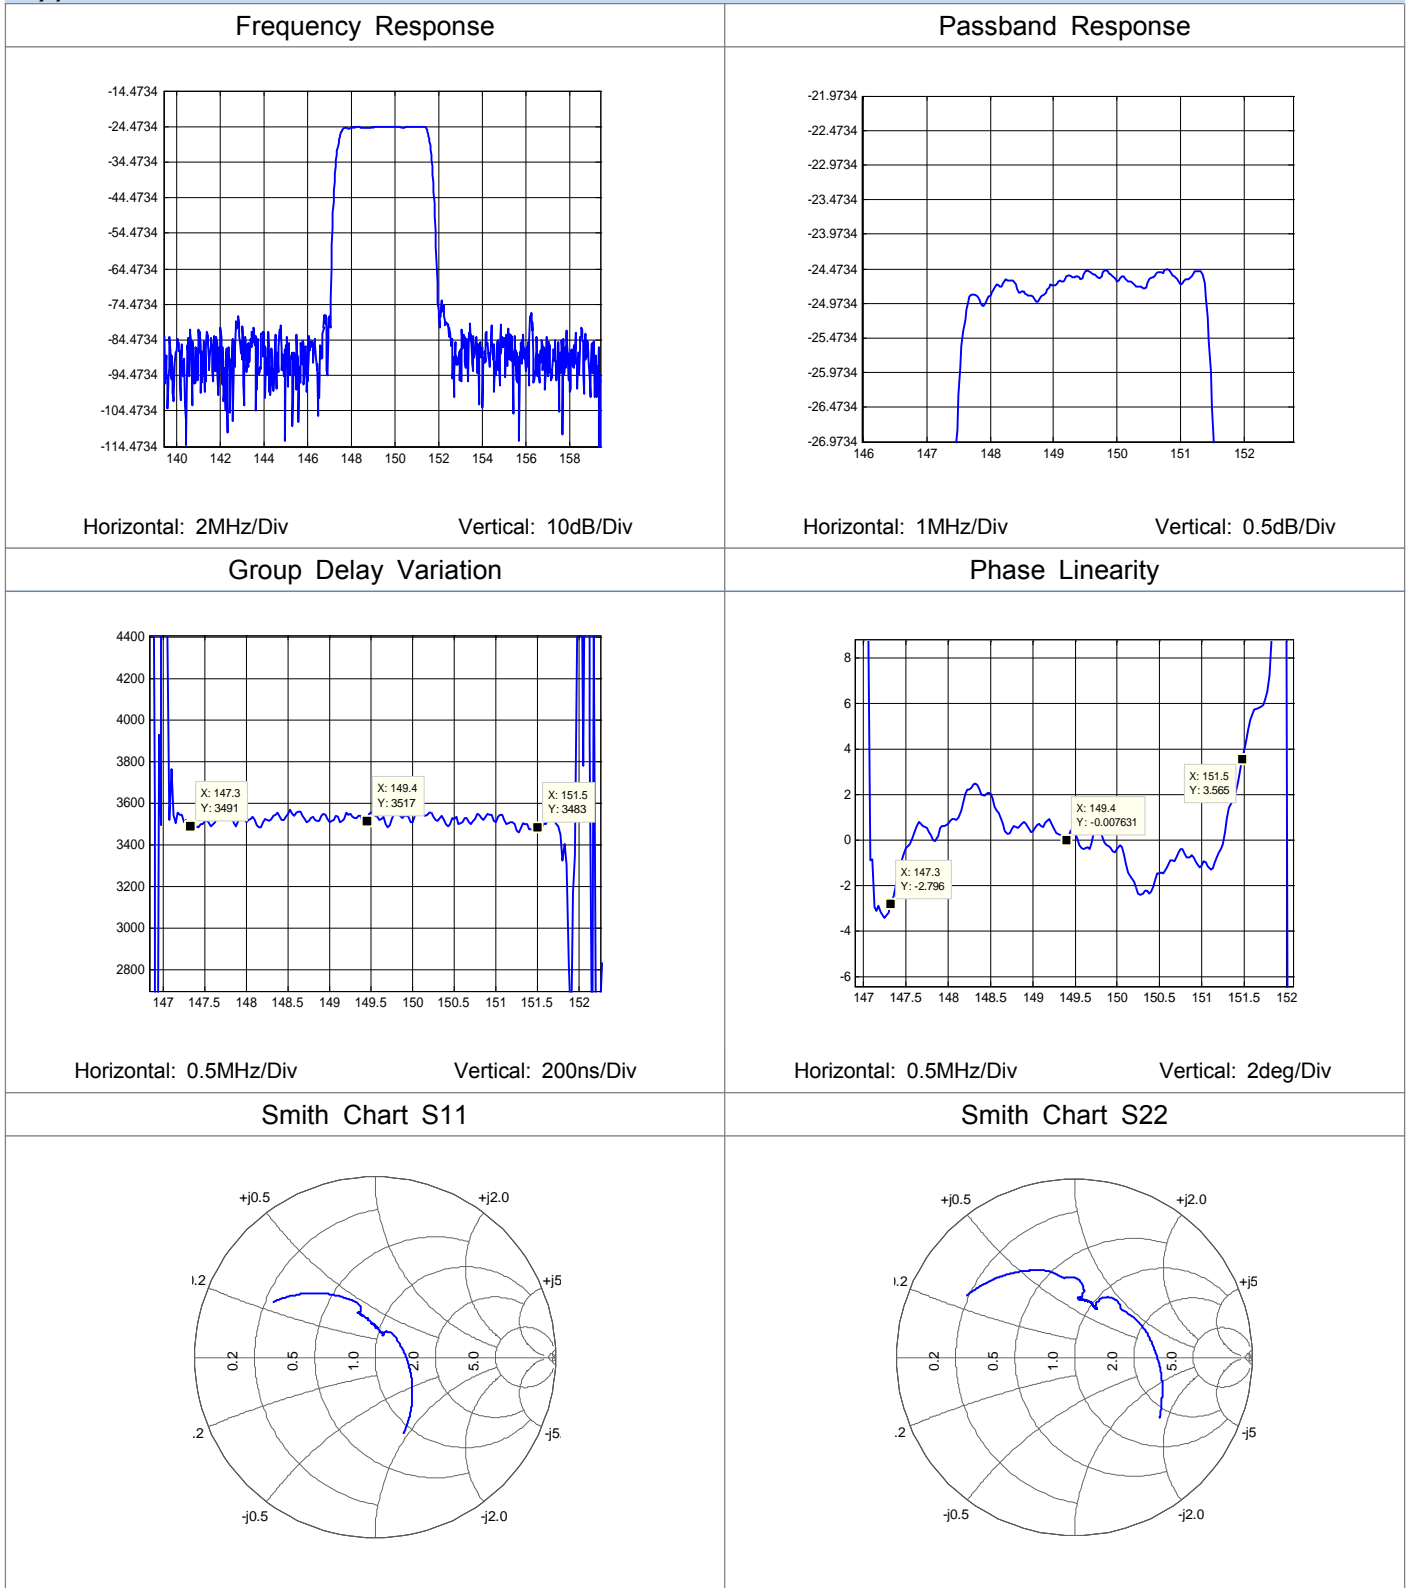 Frequency Response
Passband Response
-14.4734
-24.4734
-34.4734
-44.4734
-54.4734
-64.4734
-74.4734
-84.4734
-94.4734
-104.4734
-114.4734
140 142 144 146 148 150 152 154 156 158
Horizontal: 2MHz/Div Vertical: 10dB/Div
-21.9734
-22.4734
-22.9734
-23.4734
-23.9734
-24.4734
-24.9734
-25.4734
-25.9734
-26.4734
-26.9734
146 147 148 149 150 151 152
Horizontal: 1MHz/Div Vertical: 0.5dB/Div
Group Delay Variation
Phase Linearity
4400
4200
4000
3800
3600
3400
3200
3000
2800
X: 147.3
Y: 3491
X: 149.4
Y: 3517
X: 151.5
Y: 3483
147 147.5 148 148.5 149 149.5 150 150.5 151 151.5 152
Horizontal: 0.5MHz/Div Vertical: 200ns/Div
8
6
4
2
0
-2
-4
-6
X: 151.5
Y: 3.565
X: 149.4
Y: -0.007631
X: 147.3
Y: -2.796
147 147.5 148 148.5 149 149.5 150 150.5 151 151.5 152
Horizontal: 0.5MHz/Div Vertical: 2deg/Div
Smith Chart S11
Smith Chart S22
+j0.5
+j2.0
).2
+j5
0.2
0.5
1.0
2.0
5.0
.2
-j5.
-j0.5
-j2.0
+j0.5
+j2.0
).2
+j5
0.2
0.5
1.0
2.0
5.0
.2
-j5
-j0.5
-j2.0